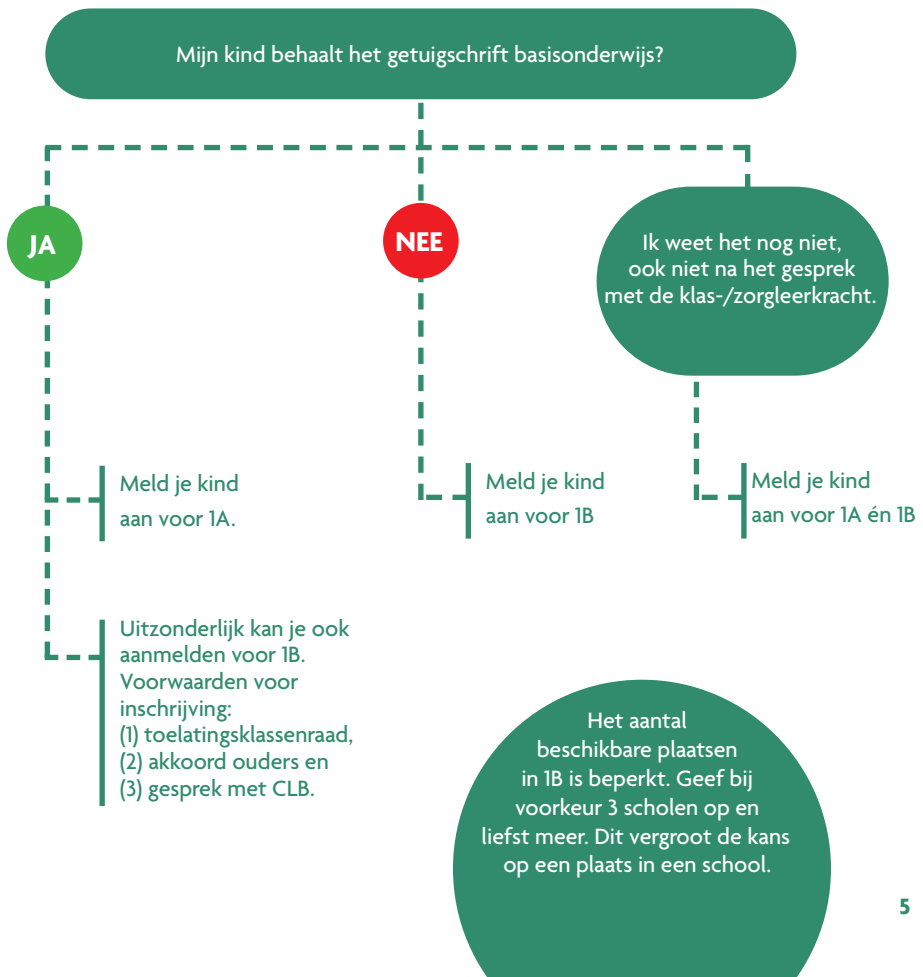 Mijn kind behaalt het getuigschrift basisonderwijs?
JA
NEE
Ik weet het nog niet,
ook niet na het gesprek
met de klas-/zorgleerkracht.
Meld je kind
aan voor 1A.
Meld je kind
aan voor 1B
Meld je kind
aan voor 1A én 1B
Uitzonderlijk kan je ook
aanmelden voor 1B.
Voorwaarden voor
inschrijving:
(1) toelatingsklassenraad,
(2) akkoord ouders en
(3) gesprek met CLB.
Het aantal
beschikbare plaatsen
in 1B is beperkt. Geef bij
voorkeur 3 scholen op en
liefst meer. Dit vergroot de kans
op een plaats in een school.
5